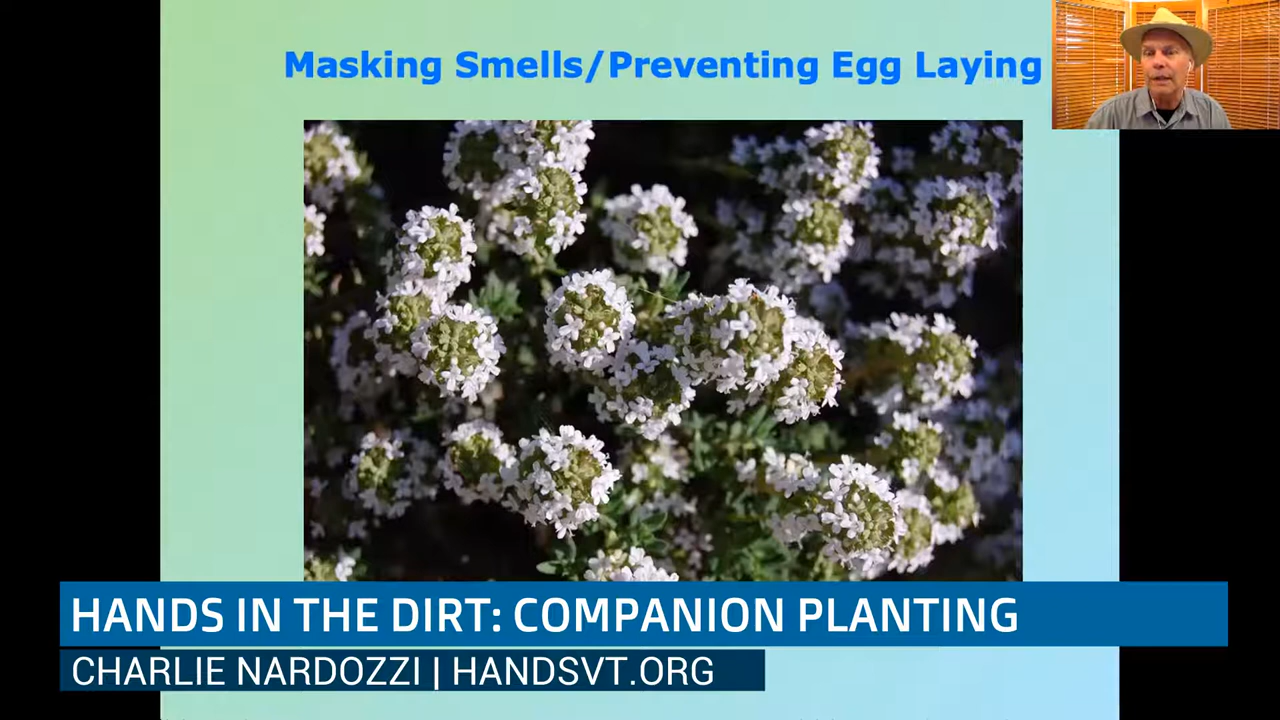 Masking Smells/Preventing Egg Laying
HANDS IN THE DIRT: COMPANION PLANTING
CHARLIE NARDOZZI | HANDSVT.ORG